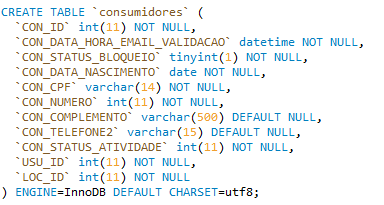 CREATE TABLE `consumidores` (
`CON_ID` int(11) NOT NULL,
`CON_DATA_HORA_EMAIL_VALIDACAO` datetime NOT NULL,
`CON_STATUS_BLOQUEIO` tinyint(1) NOT NULL,
`CON_DATA_NASCIMENTO` date NOT NULL,
`CON_CPF` varchar(14) NOT NULL,
`CON_NUMERO` int(11) NOT NULL,
`CON_COMPLEMENTO` varchar(500) DEFAULT NULL,
`CON_TELEFONE2` varchar(15) DEFAULT NULL,
`CON_STATUS_ATIVIDADE` int(11) NOT NULL,
`USU_ID` int(11) NOT NULL,
`LOC_ID` int(11) NOT NULL
) ENGINE=InnoDB DEFAULT CHARSET=utf8;